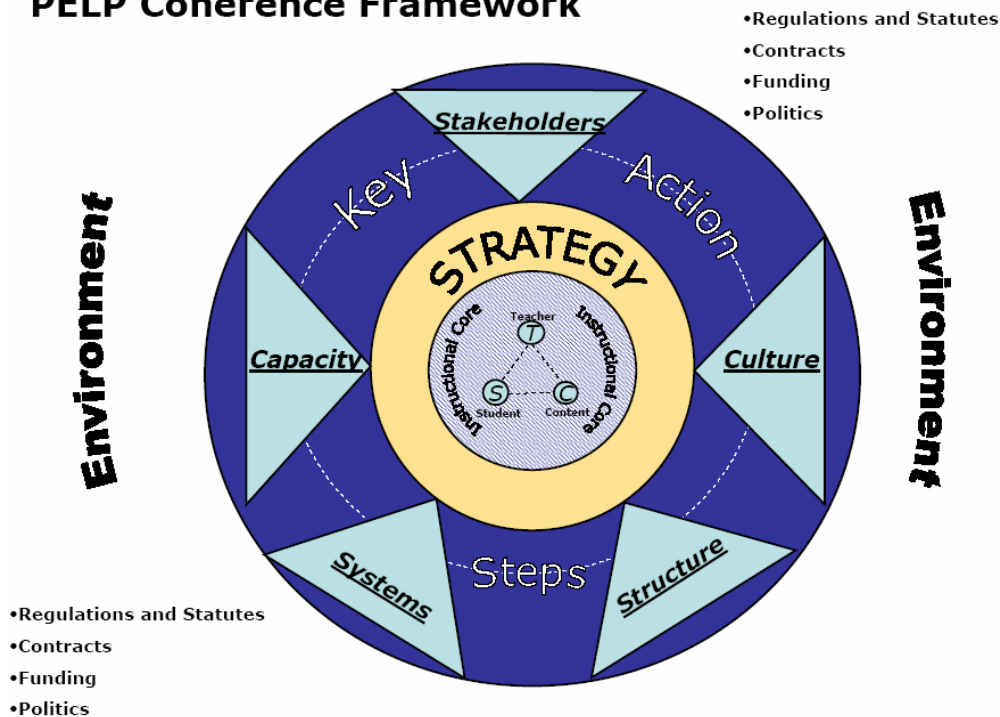 PELP Coherence Framework
•Regulations and Statutes
•Contracts
•Funding
•Politics
Stakeholders
Key
Action
Environment
Environment
STRATEGY
Instructional Core
Instructional Core
Teacher
T
Capacity
Culture
S
C
Student
Content
Systems
Steps
Structure
•Regulations and Statutes
•Contracts
•Funding
•Politics